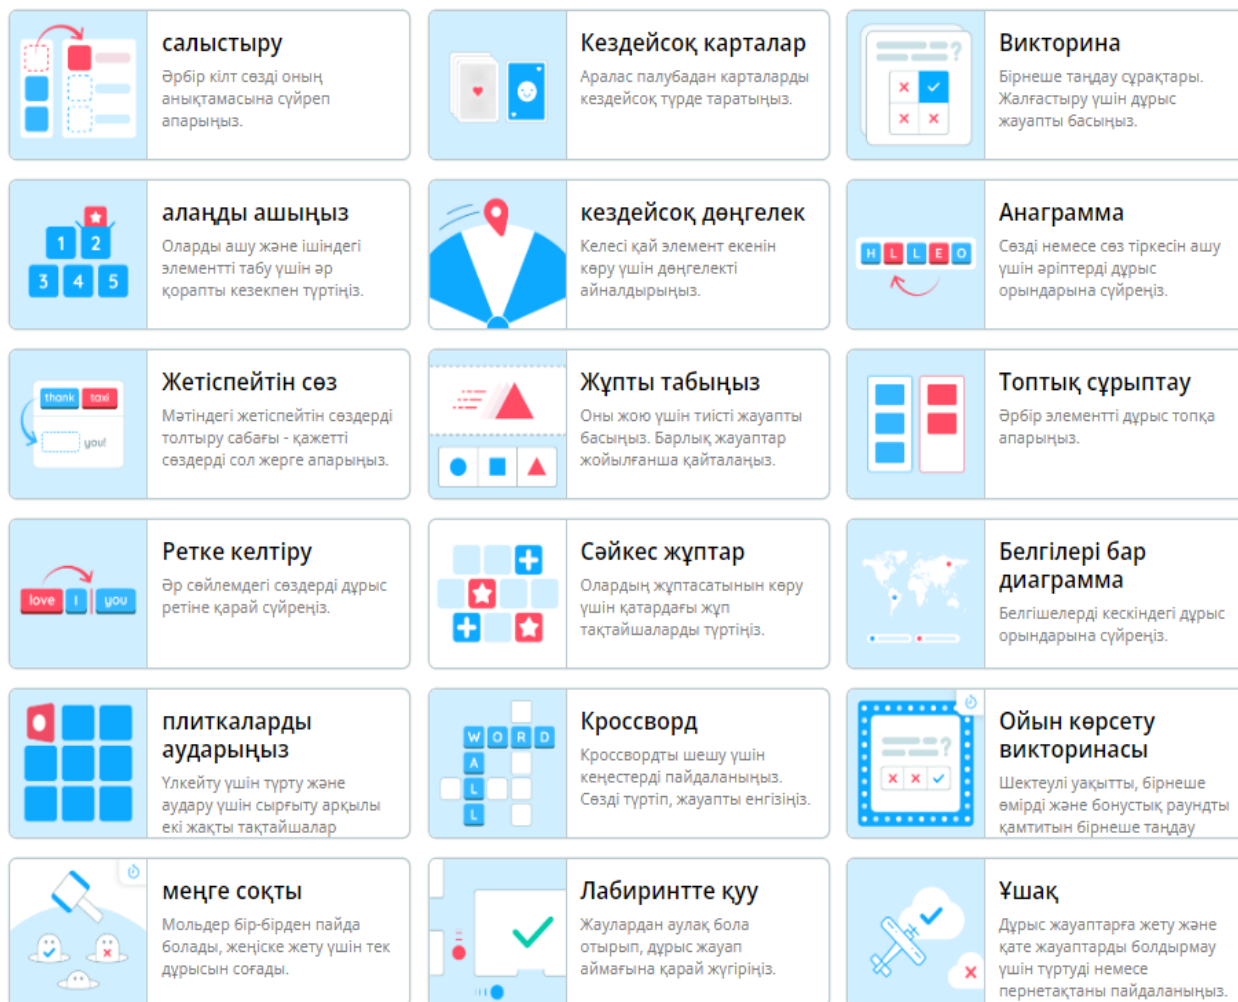 салыстыру
Әрбір кілт сөзді оның
анықтамасына сүйреп
апарыңыз.
Кездейсоқ карталар
Аралас палубадан карталарды
кездейсоқ түрде таратыңыз.
?
Викторина
Бірнеше таңдау сұрақтары.
Жалғастыру үшін дұрыс
жауапты басыңыз.
1 2
3 4 5
алаңды ашыңыз
Оларды ашу және ішіндегі
элементті табу үшін әр
қорапты кезекпен түртіңіз.
кездейсоқ дөңгелек
Келесі қай элемент екенін
көру үшін дөңгелекті
айналдырыңыз.
H L L E O
Анаграмма
Сөзді немесе сөз тіркесін ашу
үшін әріптерді дұрыс
орындарына сүйреңіз.
thank taxi
you!
Жетіспейтін сөз
Мәтіндегі жетіспейтін сөздерді
толтыру сабағы - қажетті
сөздерді сол жерге апарыңыз.
Жұпты табыңыз
Оны жою үшін тиісті жауапты
басыңыз. Барлық жауаптар
жойылғанша қайталаңыз.
Топтық сұрыптау
Әрбір элементті дұрыс топқа
апарыңыз.
love I you
Ретке келтіру
Әр сөйлемдегі сөздерді дұрыс
ретіне қарай сүйреңіз.
Сәйкес жұптар
Олардың жұптасатынын көру
үшін қатардағы жұп
тақтайшаларды түртіңіз.
Белгілері бар
диаграмма
Белгішелерді кескіндегі дұрыс
орындарына сүйреңіз.
плиткаларды
аударыңыз
Үлкейту үшін түрту және
аудару үшін сырғыту арқылы
екі жақты тақтайшалар
W O R D
A
L
L
Кроссворд
Кроссвордты шешу үшін
кеңестерді пайдаланыңыз.
Сөзді түртіп, жауапты енгізіңіз.
?
Ойын көрсету
викторинасы
Шектеулі уақытты, бірнеше
өмірді және бонустық раундты
қамтитын бірнеше таңдау
меңге соқты
Мольдер бір-бірден пайда
болады, жеңіске жету үшін тек
дұрысын соғады.
Лабиринтте қуу
Жаулардан аулақ бола
отырып, дұрыс жауап
аймағына қарай жүгіріңіз.
Ұшақ
Дұрыс жауаптарға жету және
қате жауаптарды болдырмау
үшін түртуді немесе
пернетақтаны пайдаланыңыз.